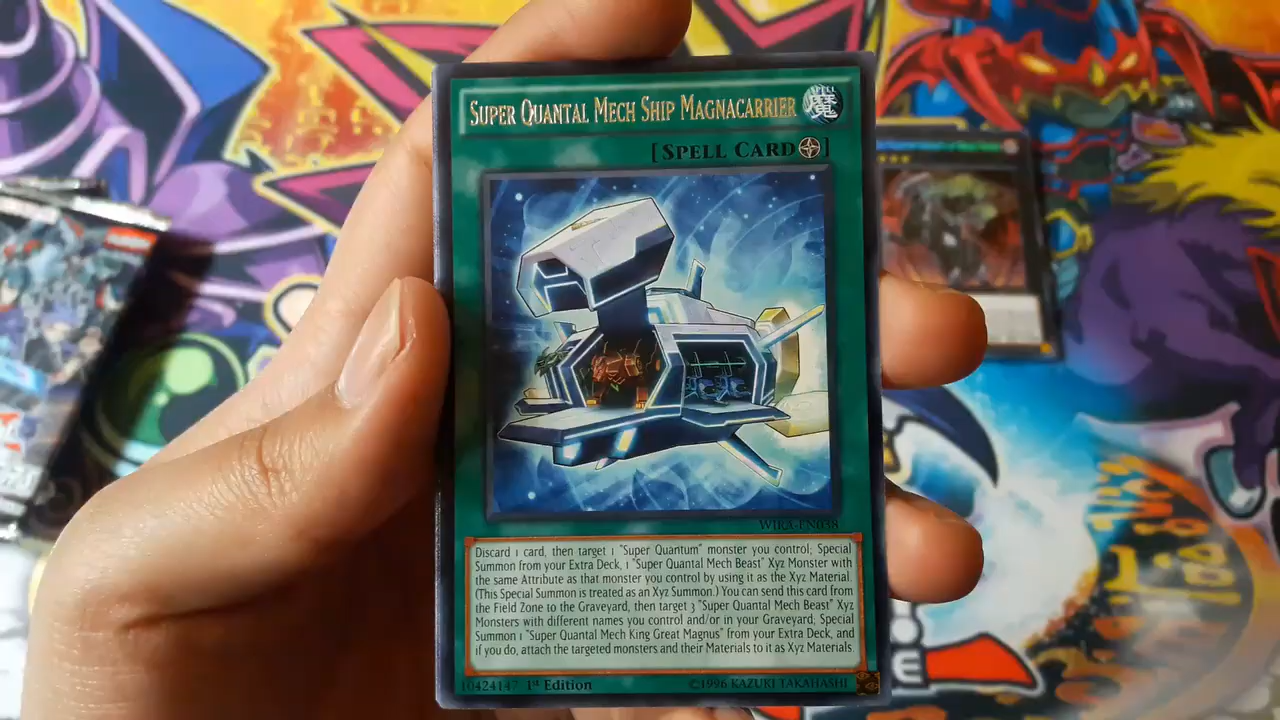 SUPER QUANTAL MECH SHIP MAGNACARRIER
SPELL
魔
[SPELL CARD]
WIRA-EN038
Discard 1 card, then target 1 "Super Quantum" monster you control; Special
Summon from your Extra Deck, 1 "Super Quantal Mech Beast" Xyz Monster with
the same Attribute as that monster you control by using it as the Xyz Material.
(This Special Summon is treated as an Xyz Summon.) You can send this card from
the Field Zone to the Graveyard, then target 3 "Super Quantal Mech Beast" Xyz
Monsters with different names you control and/or in your Graveyard; Special
Summon 1 "Super Quantal Mech King Great Magnus" from your Extra Deck, and
if you do, attach the targeted monsters and their Materials to it as Xyz Materials
10424147 1st Edition
©1996 KAZUKI TAKAHASHI